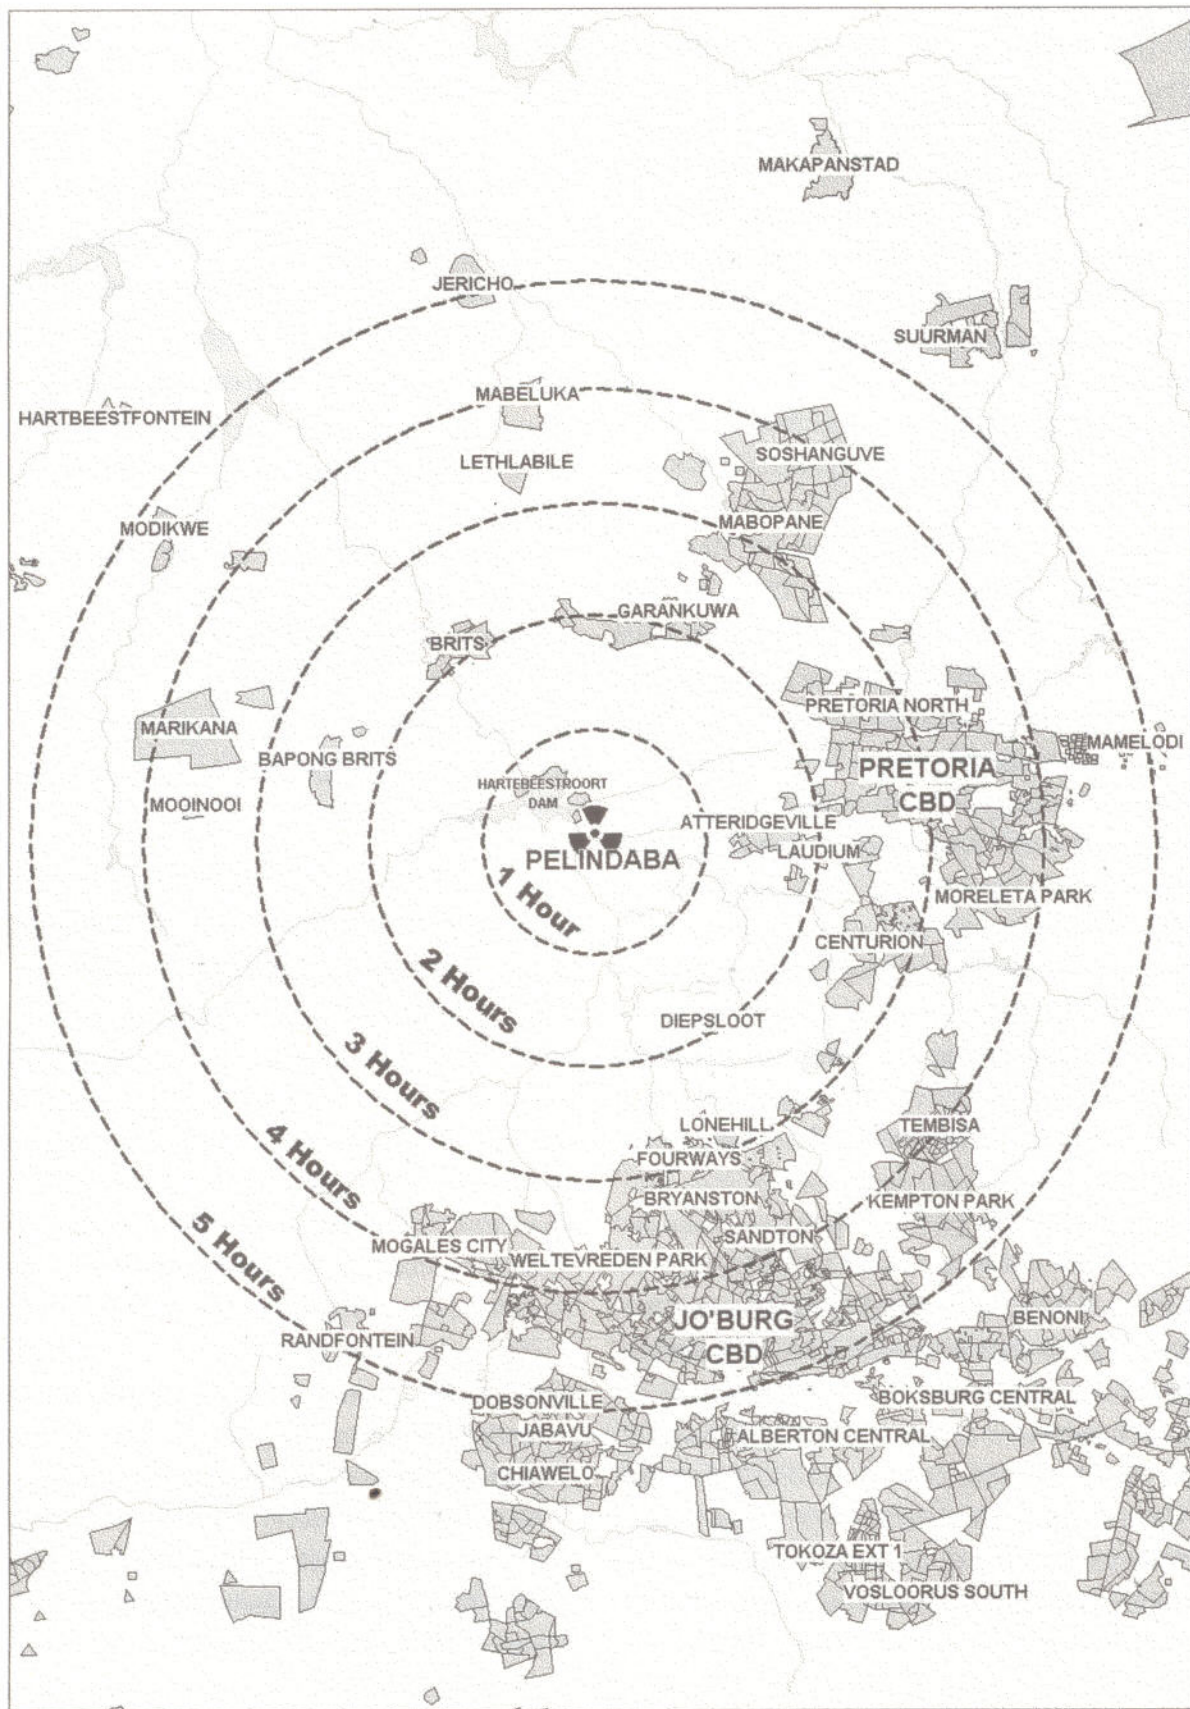 MAKAPANSTAD
JERICHO
SUURMAN
MABELUKA
HARTBEESTFONTEIN
SOSHANGUVE
LETHLABILE
MABOPANE
MODIKWE
GARANKUWA
BRITS
PRETORIA NORTH
MARIKANA
MAMELODI
BAPONG BRITS
PRETORIA
CBD
HARTEBEESTROORT
DAM
MOOINOOI
ATTERIDGEVILLE
LAUDIUM
PELINDABA
MORELETA PARK
1 Hour
CENTURION
2 Hours
DIEPSLOOT
3 Hours
LONEHILL
TEMBISA
FOURWAYS
4 Hours
BRYANSTON
KEMPTON PARK
SANDTON
MOGALES CITY
WELTEVREDEN PARK
5 Hours
JO'BURG
CBD
BENONI
RANDFONTEIN
DOBSONVILLE
BOKSBURG CENTRAL
JABAVU
ALBERTON CENTRAL
CHIAWELO
TOKOZA EXT 1
VOSLOORUS SOUTH